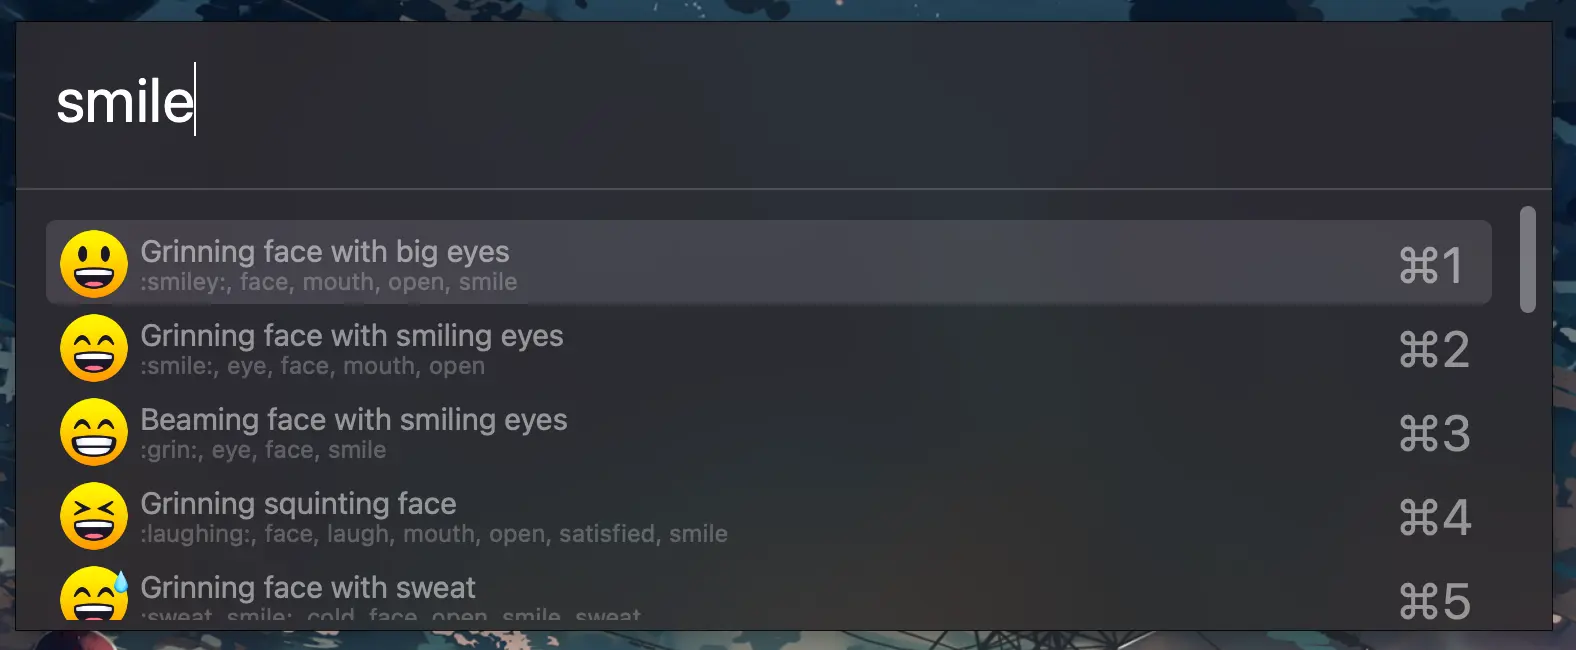 smile
Grinning face with big eyes
:smiley:, face, mouth, open, smile
⌘1
Grinning face with smiling eyes
:smile:, eye, face, mouth, open
⌘2
Beaming face with smiling eyes
:grin:, eye, face, smile
⌘3
Grinning squinting face
:laughing:, face, laugh, mouth, open, satisfied, smile
⌘4
Grinning face with sweat
:sweat_smile:, cold, face, open, smile, sweat
⌘5